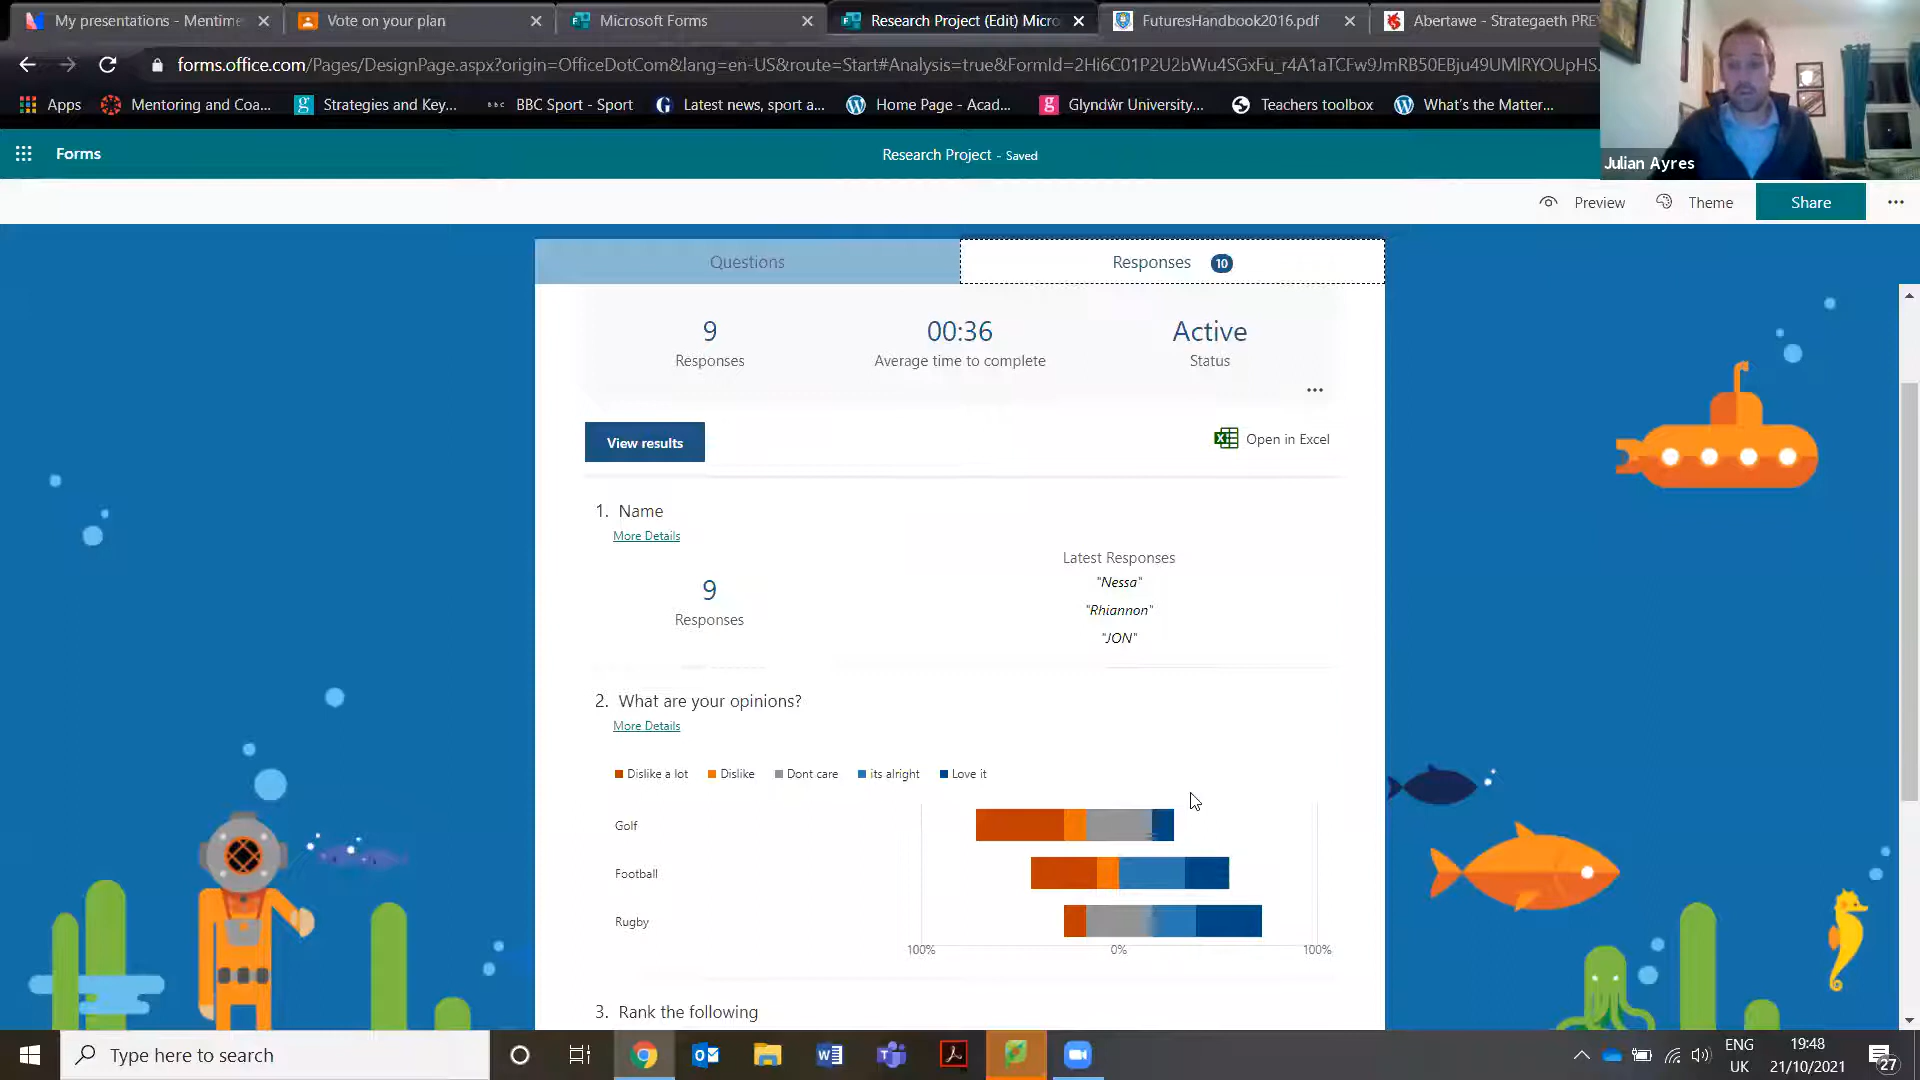 My presentations - Mentime
Vote on your plan
Microsoft Forms
Research Project (Edit) Micro
FuturesHandbook2016.pdf
Abertawe - Strategaeth PRE
forms.office.com/Pages/DesignPage.aspx?origin=OfficeDotCom&lang=en-US&route=Start#Analysis=true&FormId=2Hi6C01P2U2bWu4SGxFu_r4A1aTCFw9JmRB50EBju49UMlRYOUpHS.
Apps
Mentoring and Coa...
Strategies and Key...
BBC
BBC Sport - Sport
Latest news, sport a...
Home Page - Acad...
Glyndŵr University...
Teachers toolbox
What's the Matter...
Julian Ayres
Forms
Research Project - Saved
Preview
Theme
Share
Questions
Responses 10
9
Responses
00:36
Average time to complete
Active
Status
View results
Open in Excel
1. Name
More Details
9
Responses
Latest Responses
"Nessa"
"Rhiannon"
"JON"
2. What are your opinions?
More Details
Dislike a lot
Dislike
Dont care
its alright
Love it
Golf
Football
Rugby
100%
0%
100%
3. Rank the following
Type here to search
ENG
UK
19:48
21/10/2021
27